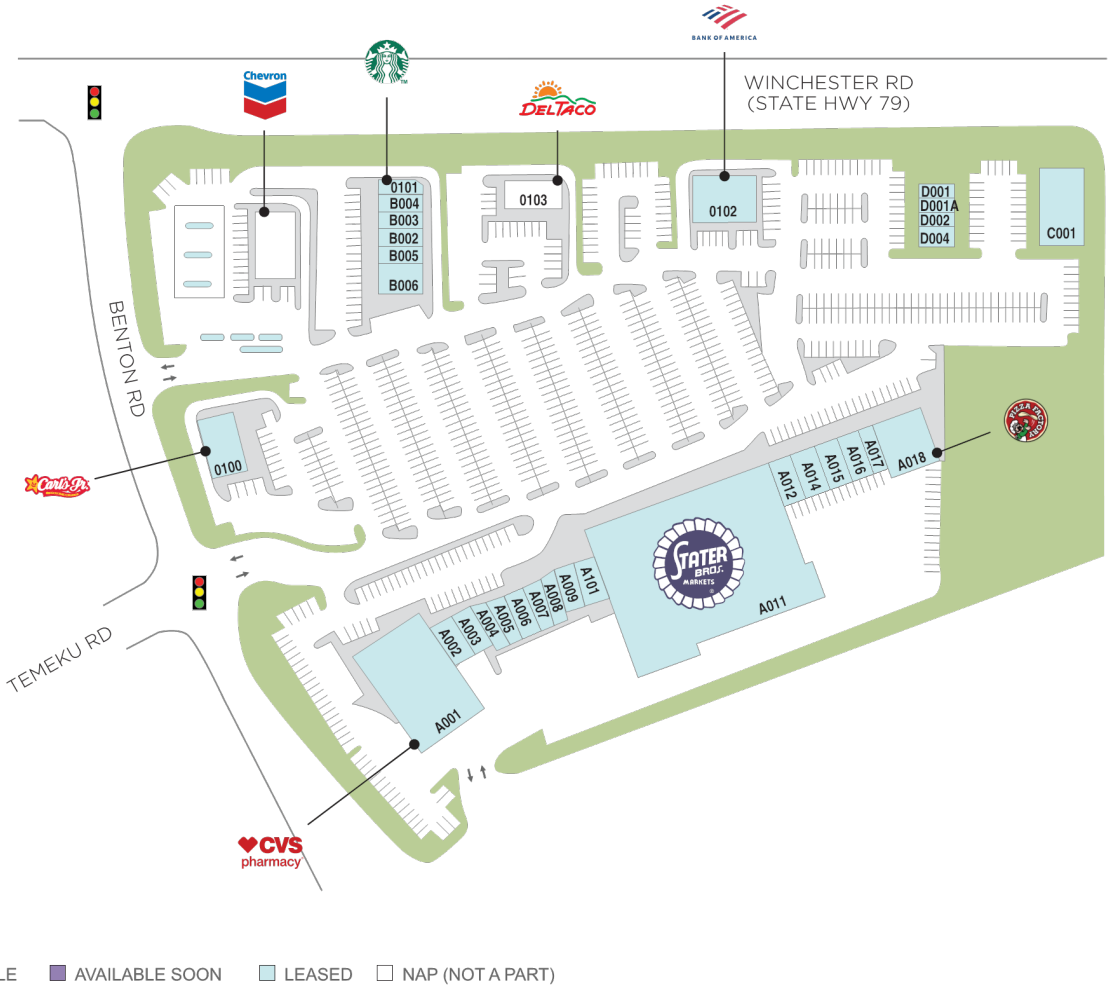 BANK OF AMERICA
Chevron
TM
DEL TACO
WINCHESTER RD
(STATE HWY 79)
0101
B004
B003
B002
B005
B006
0103
0102
D001
D001A
D002
D004
C001
BENTON RD
PIZZA FACTORY
Carl's Jr.
0100
A018
A017
A016
A015
A014
A012
STATER
BROS.
MARKETS
®
A011
A101
A009
A008
A007
A006
A005
A004
A003
A002
A001
TEMEKU RD
CVS
pharmacy
LE
AVAILABLE SOON
LEASED
NAP (NOT A PART)